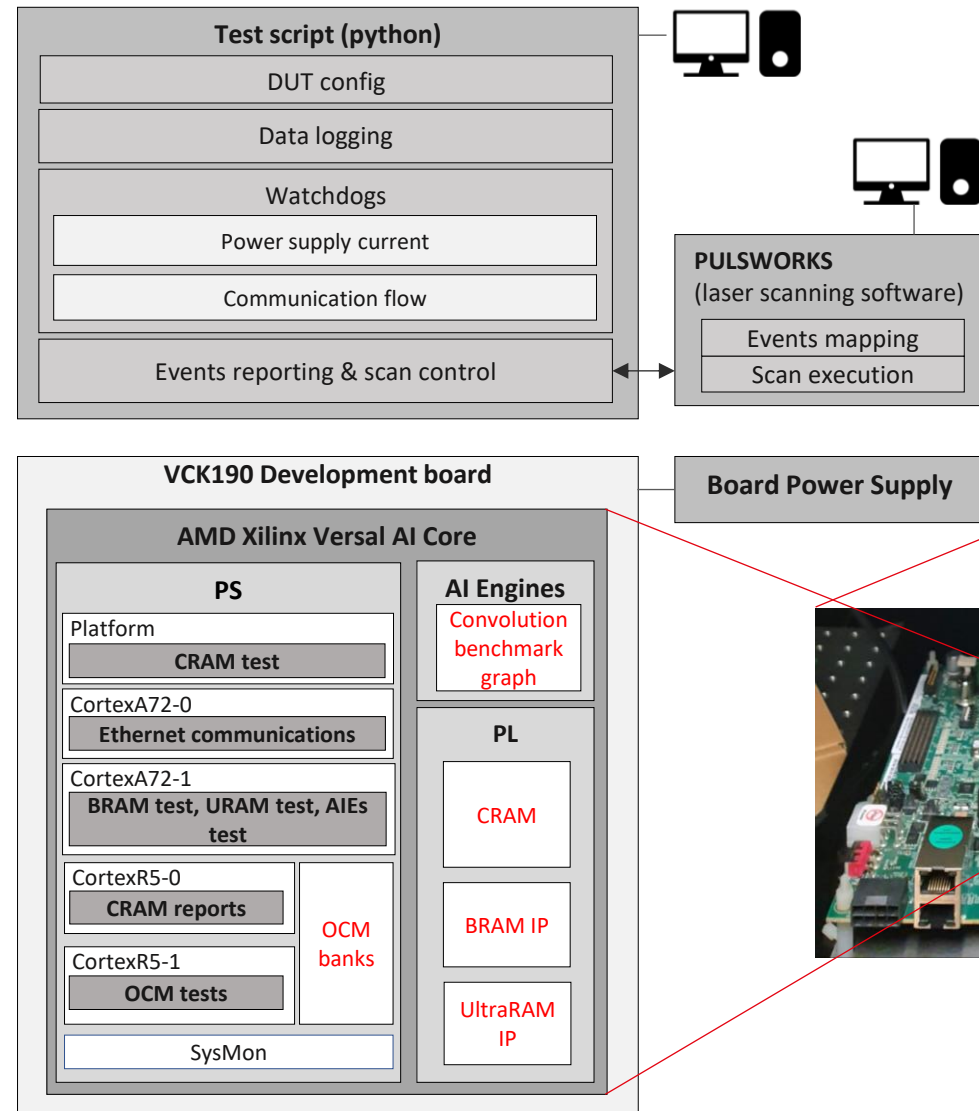 Test script (python)
DUT config
Data logging
Watchdogs
Power supply current
Communication flow
Events reporting & scan control
PULSWORKS
(laser scanning software)
Events mapping
Scan execution
VCK190 Development board
Board Power Supply
AMD Xilinx Versal AI Core
PS
Platform
CRAM test
CortexA72-0
Ethernet communications
CortexA72-1
BRAM test, URAM test, AIEs
test
CortexR5-0
CRAM reports
CortexR5-1
OCM tests
OCM
banks
SysMon
AI Engines
Convolution
benchmark
graph
PL
CRAM
BRAM IP
UltraRAM
IP